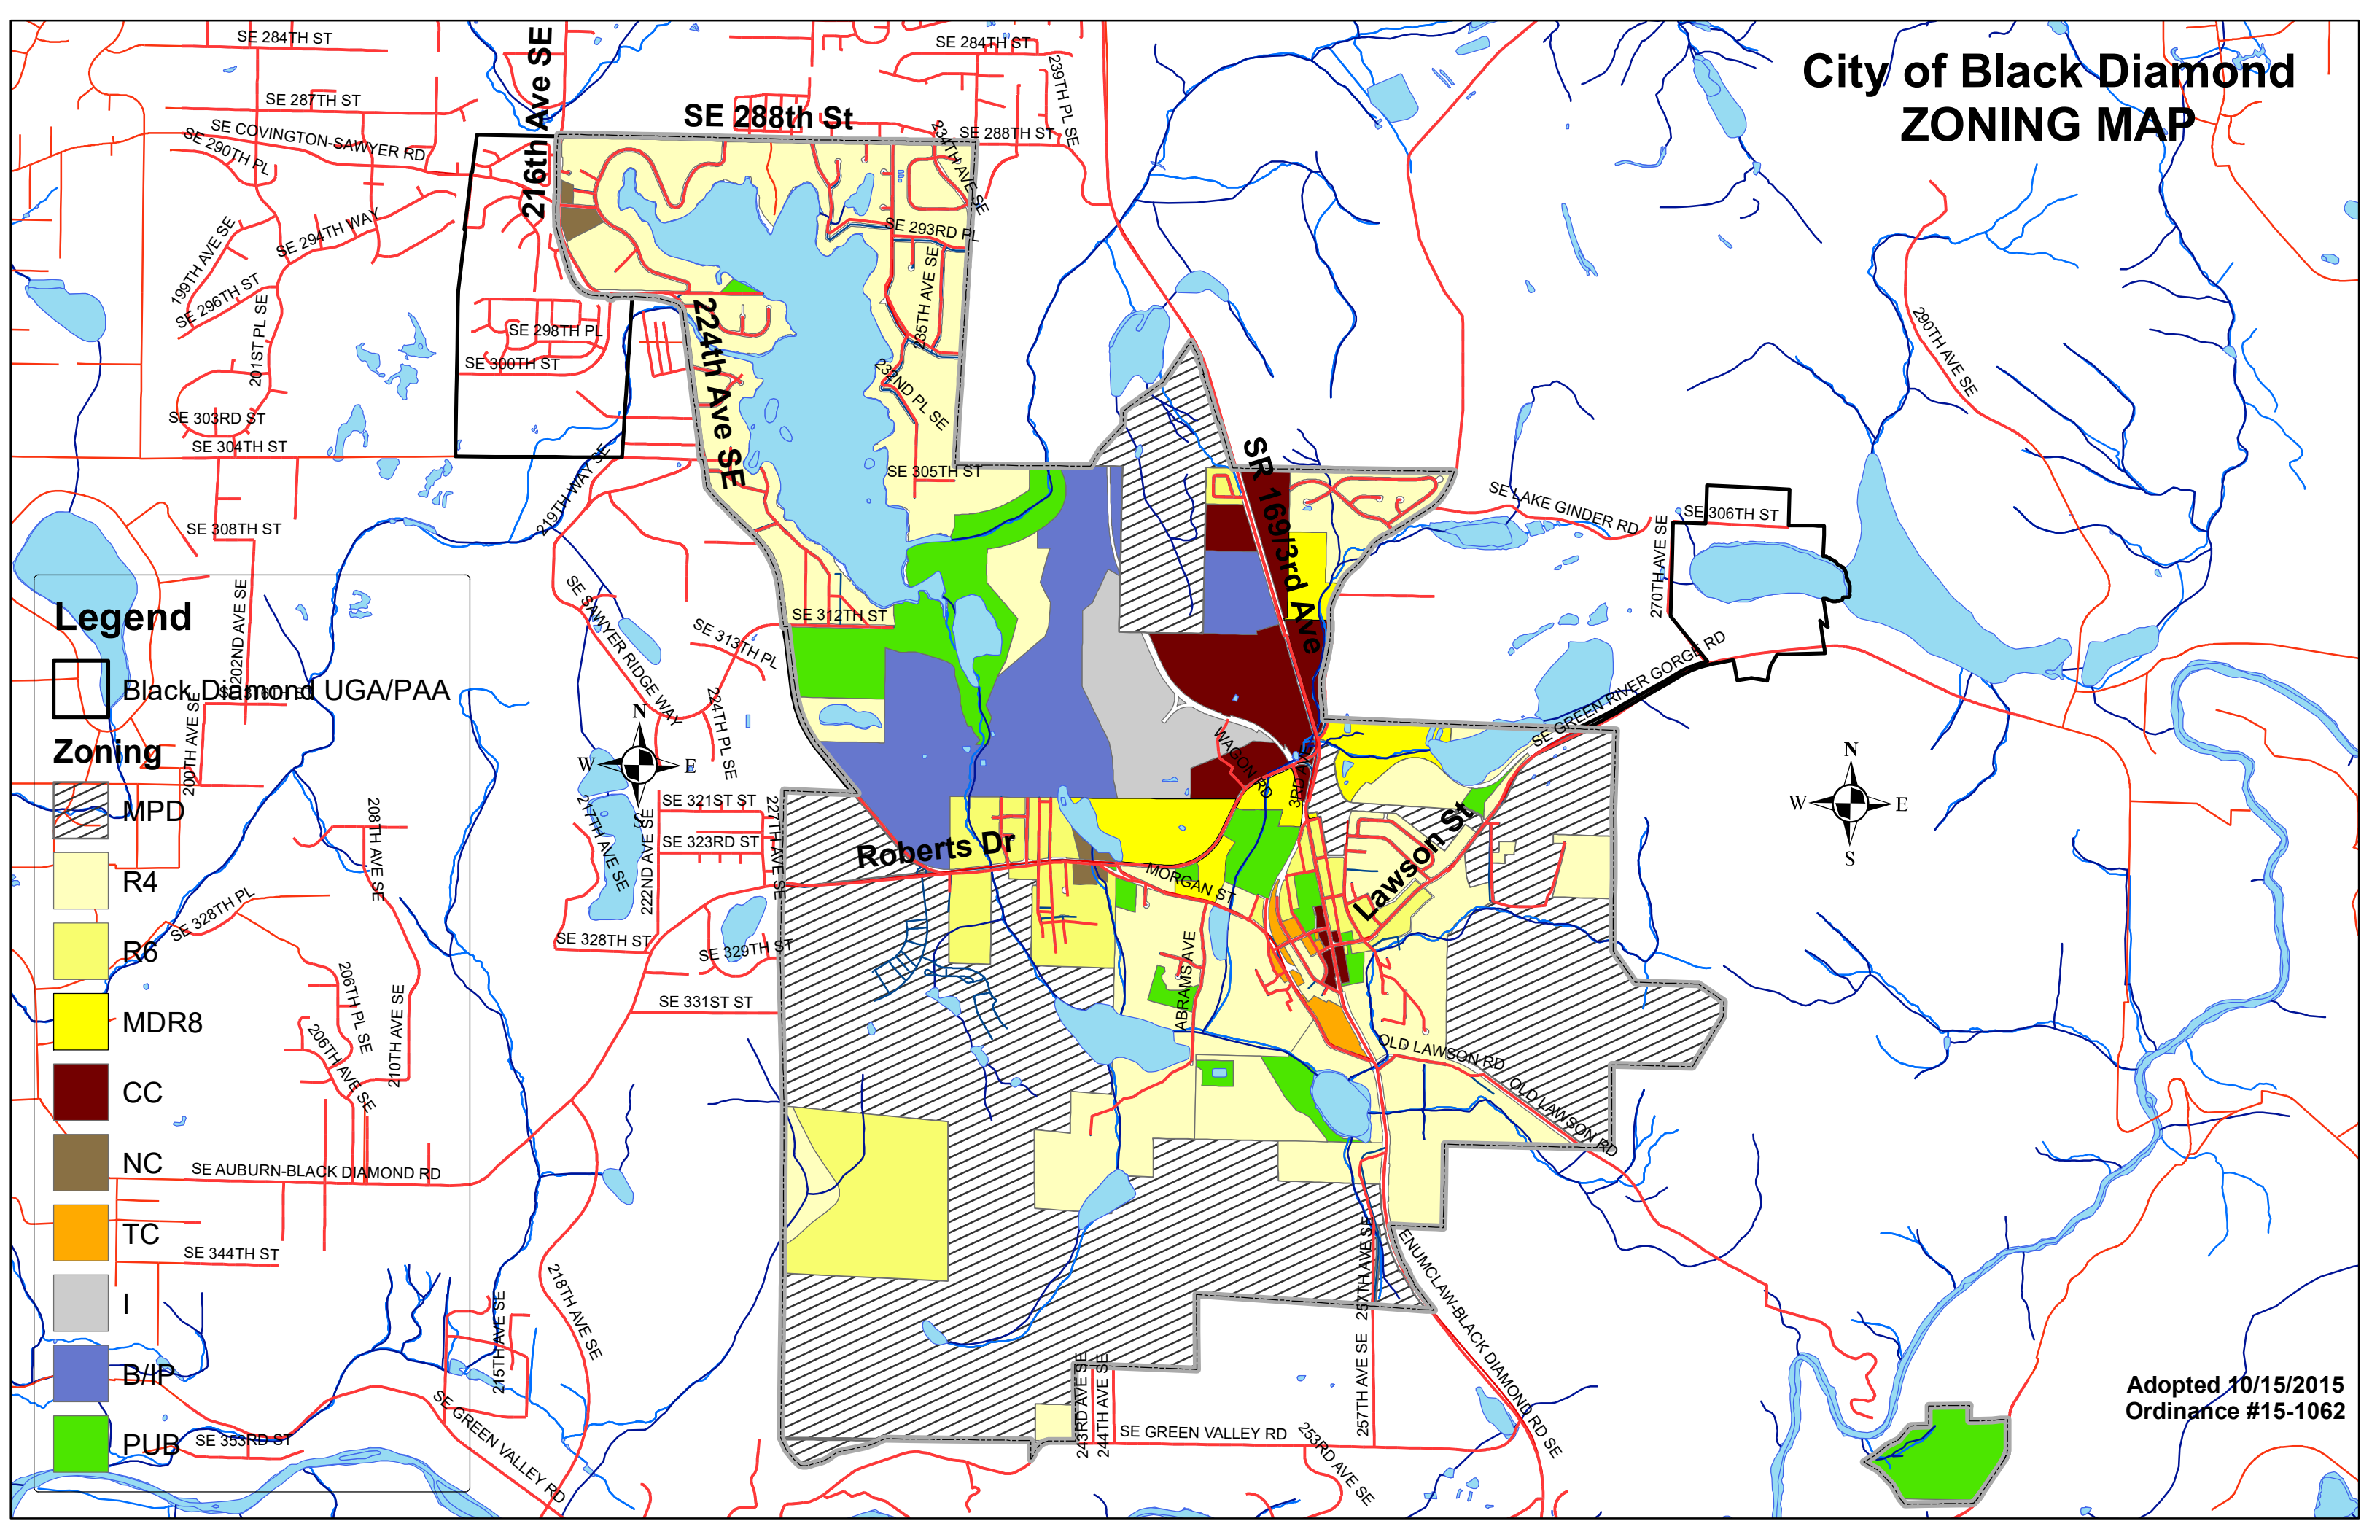 City of Black Diamond
ZONING MAP
SE 284TH ST
SE 287TH ST
SE COVINGTON-SAWYER RD
SE 290TH PL
216th Ave SE
SE 288th St
SE 284TH ST
239TH PL SE
SE 288TH ST
234TH AVE SE
SE 293RD PL
235TH AVE SE
199TH AVE SE
SE 294TH WAY
SE 296TH ST
201ST PL SE
SE 298TH PL
SE 300TH ST
224th Ave SE
232ND PL SE
SE 303RD ST
SE 304TH ST
SE 305TH ST
219TH WAY SE
SR 169/3rd Ave
SE LAKE GINDER RD
SE 306TH ST
270TH AVE SE
290TH AVE SE
SE 308TH ST
SE 312TH ST
SE 313TH PL
SE SAWYER RIDGE WAY
224TH PL SE
SE GREEN RIVER GORGE RD
202ND AVE SE
SE 316TH ST
200TH AVE SE
Legend
Black Diamond UGA/PAA
Zoning
MPD
R4
R6
MDR8
CC
NC
TC
I
B/IP
PUB
N
W
E
S
N
W
E
S
WAGON RD
3RD AVE
SE 321ST ST
SE 323RD ST
227TH AVE SE
217TH AVE SE
222ND AVE SE
208TH AVE SE
Roberts Dr
MORGAN ST
Lawson St
SE 328TH PL
SE 328TH ST
SE 329TH ST
SE 331ST ST
ABRAMS AVE
206TH PL SE
206TH AVE SE
210TH AVE SE
OLD LAWSON RD
OLD LAWSON RD
SE AUBURN-BLACK DIAMOND RD
SE 344TH ST
218TH AVE SE
215TH AVE SE
257TH AVE SE
257TH AVE SE
ENUMCLAW-BLACK DIAMOND RD SE
243RD AVE SE
244TH AVE SE
SE GREEN VALLEY RD
253RD AVE SE
SE GREEN VALLEY RD
SE 353RD ST
Adopted 10/15/2015
Ordinance #15-1062